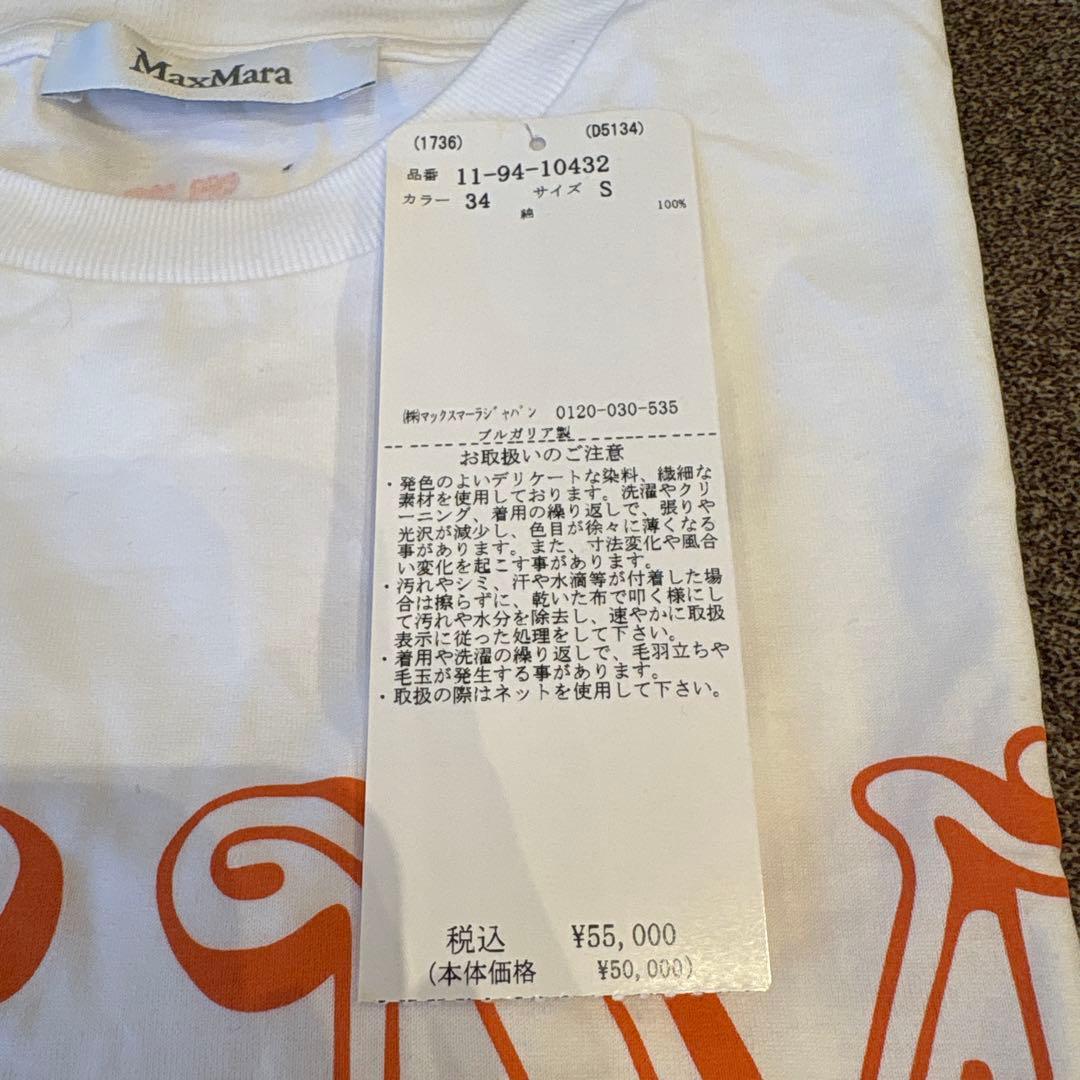 MaxMara
(1736) (D5134)
品番 11-94-10432
カラー 34 サイズ S
綿 100%
㈱マックスマーラジャパン 0120-030-535
ブルガリア製
お取扱いのご注意
・発色のよいデリケートな染料、繊細な
素材を使用しております。洗濯やクリ
ーニング、着用の繰り返しで、張りや
光沢が減少し、色目が徐々に薄くなる
事があります。また、寸法変化や風合
い変化を起こす事があります。
・汚れやシミ、汗や水滴等が付着した場
合は擦らずに、乾いた布で叩く様にし
て汚れや水分を除去し、速やかに取扱
表示に従った処理をして下さい。
・着用や洗濯の繰り返しで、毛羽立ちや
毛玉が発生する事があります。
・取扱の際はネットを使用して下さい。
税込 ¥55,000
(本体価格 ¥50,000)